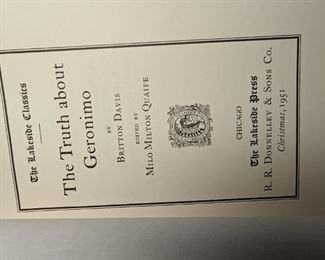 The Lakeside Classics
The Truth about
Geronimo
BY
BRITTON DAVIS
EDITED BY
MILO MILTON QUAIFE
CHICAGO
The Lakeside Press
R. R. DONNELLEY & SONS CO.
Christmas, 1951